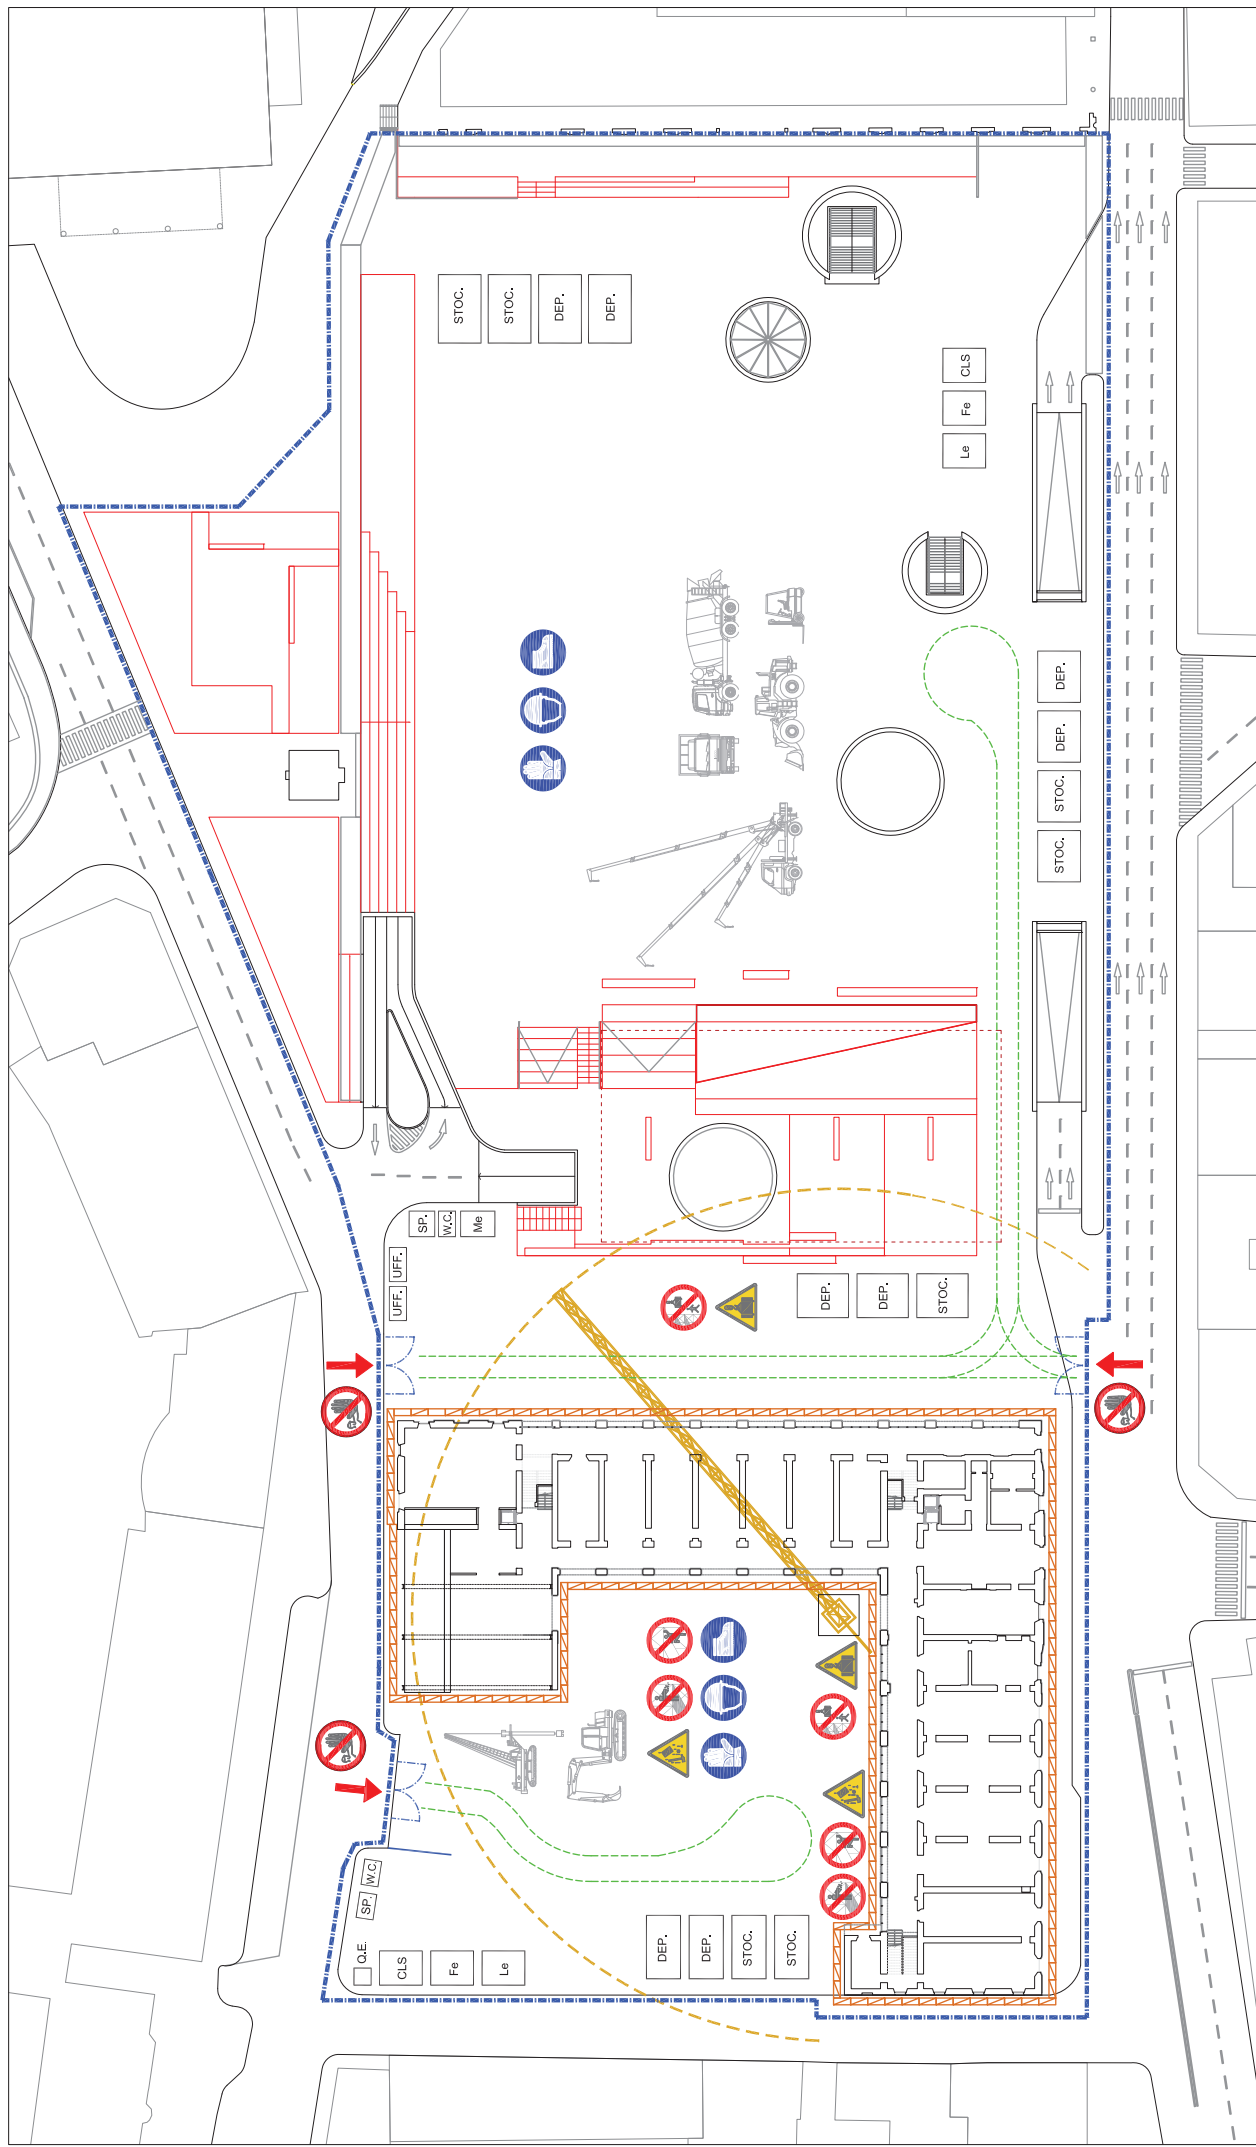 STOC.
STOC.
DEP.
DEP.
CLS
Fe
Le
DEP.
DEP.
STOC.
STOC.
SP.
W.C.
Me
UFF.
UFF.
DEP.
DEP.
STOC.
W.C.
SP.
Q.E.
CLS
Fe
Le
DEP.
DEP.
STOC.
STOC.